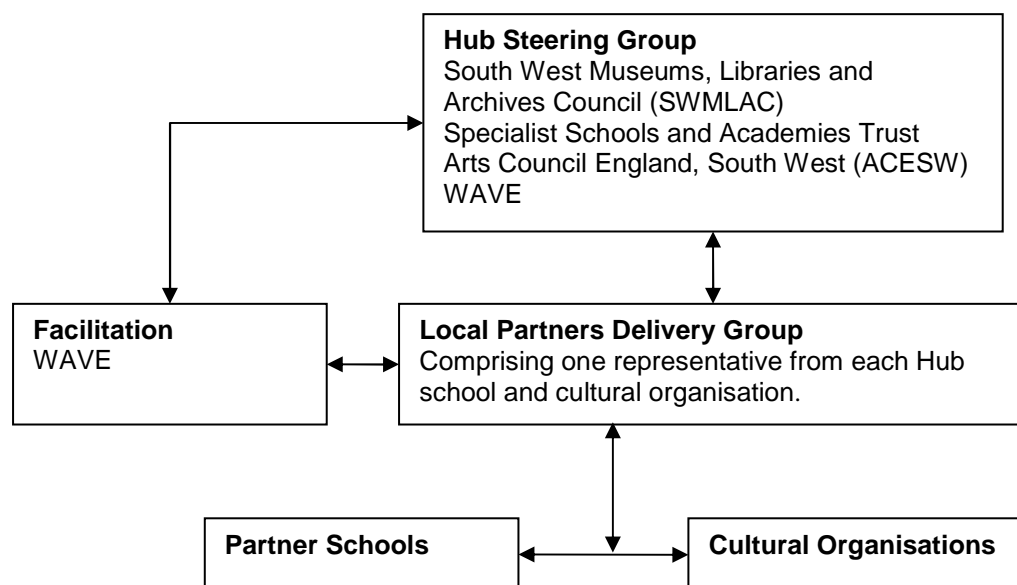 Hub Steering Group
South West Museums, Libraries and
Archives Council (SWMLAC)
Specialist Schools and Academies Trust
Arts Council England, South West (ACESW)
WAVE
Facilitation
WAVE
Local Partners Delivery Group
Comprising one representative from each Hub
school and cultural organisation.
Partner Schools
Cultural Organisations